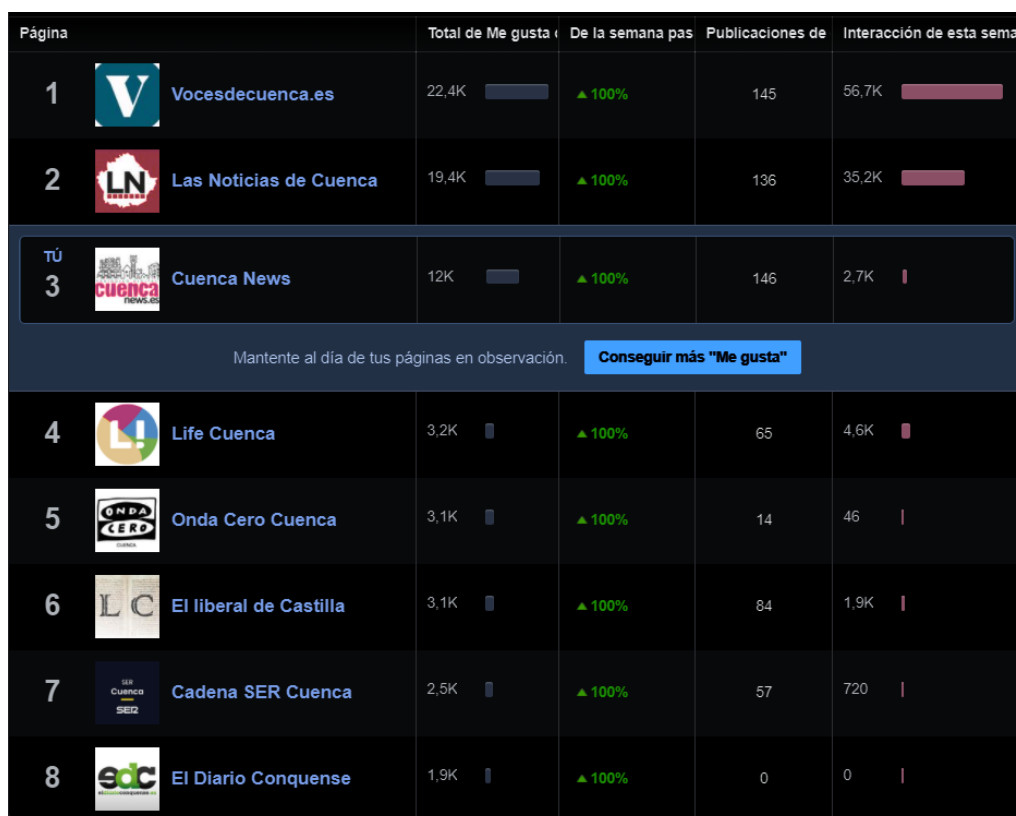 Página Total de Me gusta De la semana pas Publicaciones de Interacción de esta sema
1 V Vocesdecuenca.es 22,4K 100% 145 56,7K
2 LN Las Noticias de Cuenca 19,4K 100% 136 35,2K
TÚ
3 cuenca news.es Cuenca News 12K 100% 146 2,7K
Mantente al día de tus páginas en observación. Conseguir más "Me gusta"
4 L! Life Cuenca 3,2K 100% 65 4,6K
5 ONDA CERO CUENCA Onda Cero Cuenca 3,1K 100% 14 46
6 L C El liberal de Castilla 3,1K 100% 84 1,9K
7 SER Cuenca SER Cadena SER Cuenca 2,5K 100% 57 720
8 edc El Diario Conquense 1,9K 100% 0 0